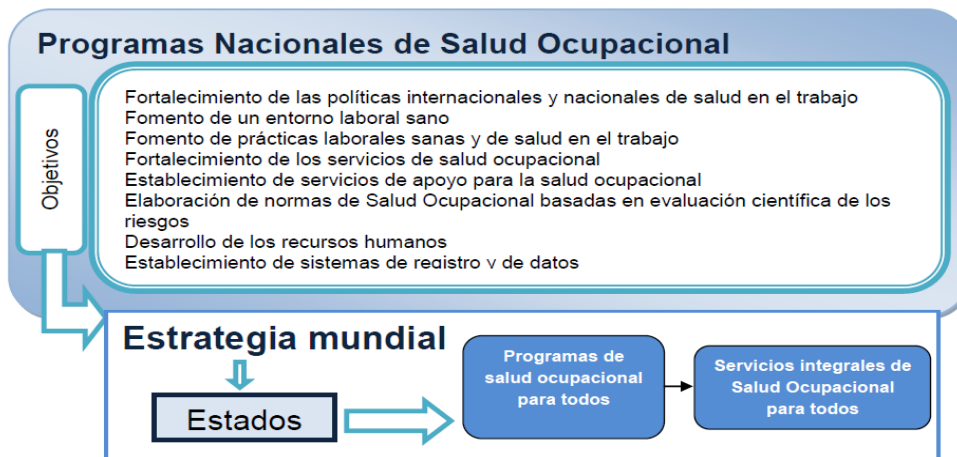 Programas Nacionales de Salud Ocupacional
Objetivos
Fortalecimiento de las políticas internacionales y nacionales de salud en el trabajo
Fomento de un entorno laboral sano
Fomento de prácticas laborales sanas y de salud en el trabajo
Fortalecimiento de los servicios de salud ocupacional
Establecimiento de servicios de apoyo para la salud ocupacional
Elaboración de normas de Salud Ocupacional basadas en evaluación científica de los
riesgos
Desarrollo de los recursos humanos
Establecimiento de sistemas de registro y de datos
Estrategia mundial
Estados
Programas de
salud ocupacional
para todos
Servicios integrales de
Salud Ocupacional
para todos